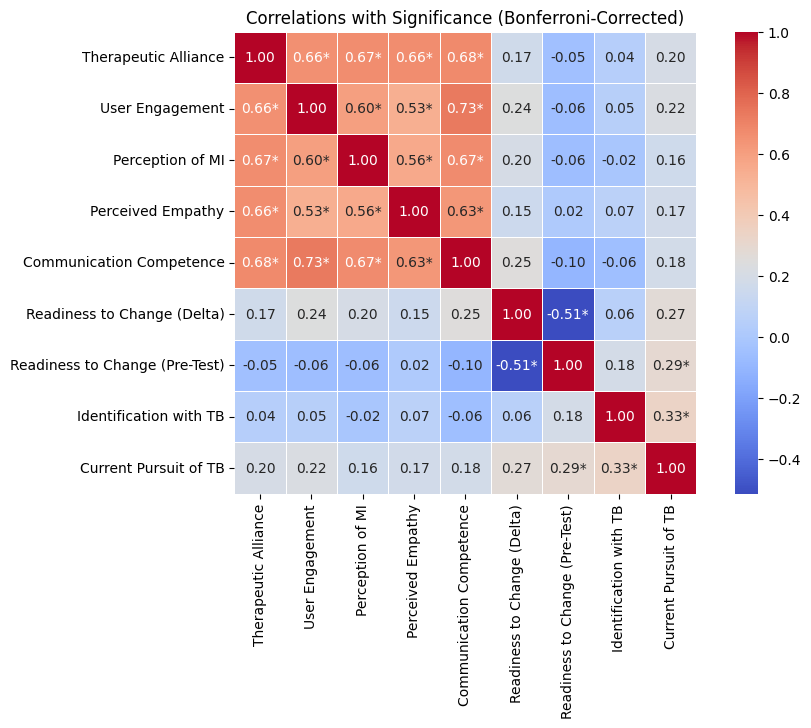 Correlations with Significance (Bonferroni-Corrected)
Therapeutic Alliance 1.00 0.66* 0.67* 0.66* 0.68* 0.17 -0.05 0.04 0.20
User Engagement 0.66* 1.00 0.60* 0.53* 0.73* 0.24 -0.06 0.05 0.22
Perception of MI 0.67* 0.60* 1.00 0.56* 0.67* 0.20 -0.06 -0.02 0.16
Perceived Empathy 0.66* 0.53* 0.56* 1.00 0.63* 0.15 0.02 0.07 0.17
Communication Competence 0.68* 0.73* 0.67* 0.63* 1.00 0.25 -0.10 -0.06 0.18
Readiness to Change (Delta) 0.17 0.24 0.20 0.15 0.25 1.00 -0.51* 0.06 0.27
Readiness to Change (Pre-Test) -0.05 -0.06 -0.06 0.02 -0.10 -0.51* 1.00 0.18 0.29*
Identification with TB 0.04 0.05 -0.02 0.07 -0.06 0.06 0.18 1.00 0.33*
Current Pursuit of TB 0.20 0.22 0.16 0.17 0.18 0.27 0.29* 0.33* 1.00
Therapeutic Alliance
User Engagement
Perception of MI
Perceived Empathy
Communication Competence
Readiness to Change (Delta)
Readiness to Change (Pre-Test)
Identification with TB
Current Pursuit of TB
1.0
0.8
0.6
0.4
0.2
0.0
−0.2
−0.4